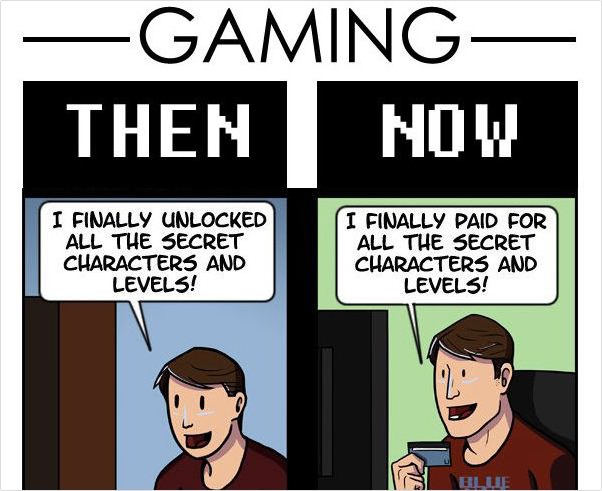 GAMING
THEN
NOW
I FINALLY UNLOCKED
ALL THE SECRET
CHARACTERS AND
LEVELS!
I FINALLY PAID FOR
ALL THE SECRET
CHARACTERS AND
LEVELS!
BLUE